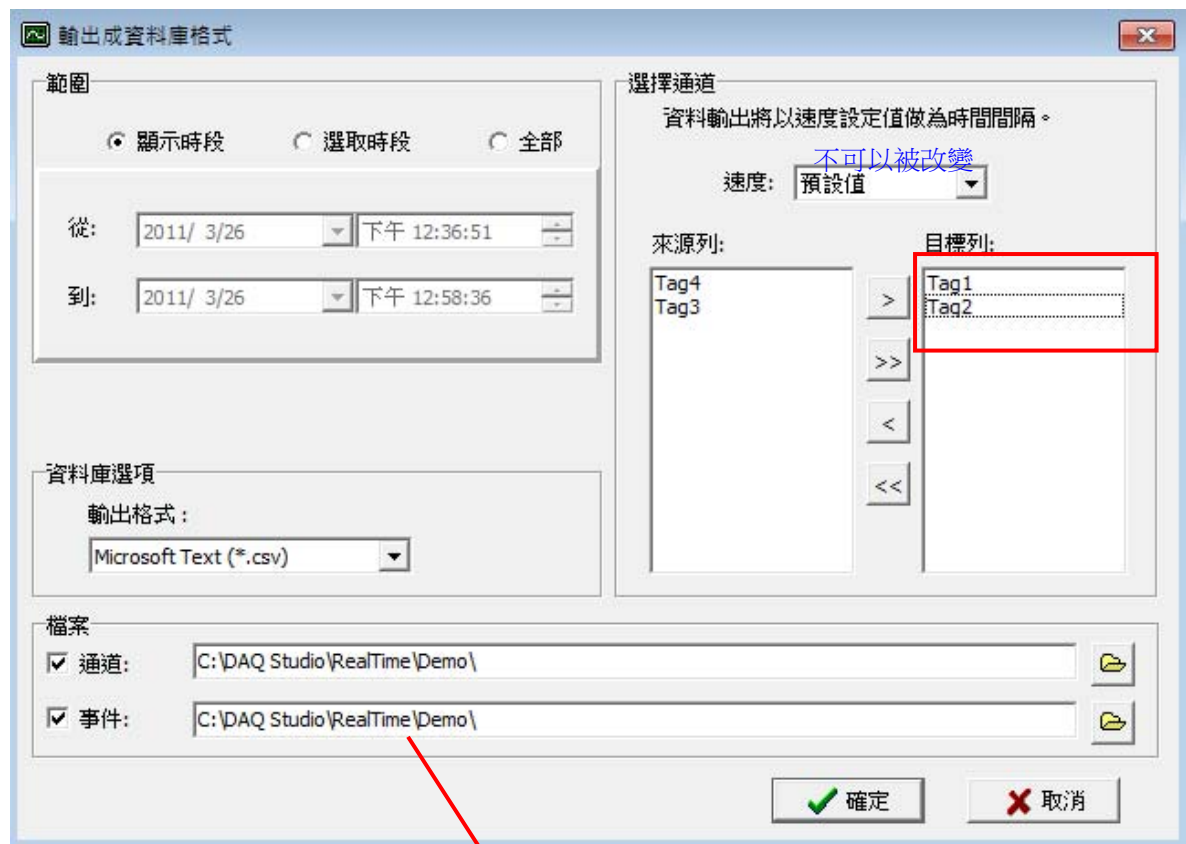 輸出成資料庫格式
範圍
顯示時段 選取時段 全部
從: 2011/ 3/26 下午 12:36:51
到: 2011/ 3/26 下午 12:58:36
選擇通道
資料輸出將以速度設定值做為時間間隔。
不可以被改變
速度: 預設值
來源列: 目標列:
Tag4
Tag3
Tag1
Tag2
>
>>
<
<<
資料庫選項
輸出格式:
Microsoft Text (*.csv)
檔案
通道: C:\DAQ Studio\RealTime\Demo\
事件: C:\DAQ Studio\RealTime\Demo\
確定 取消